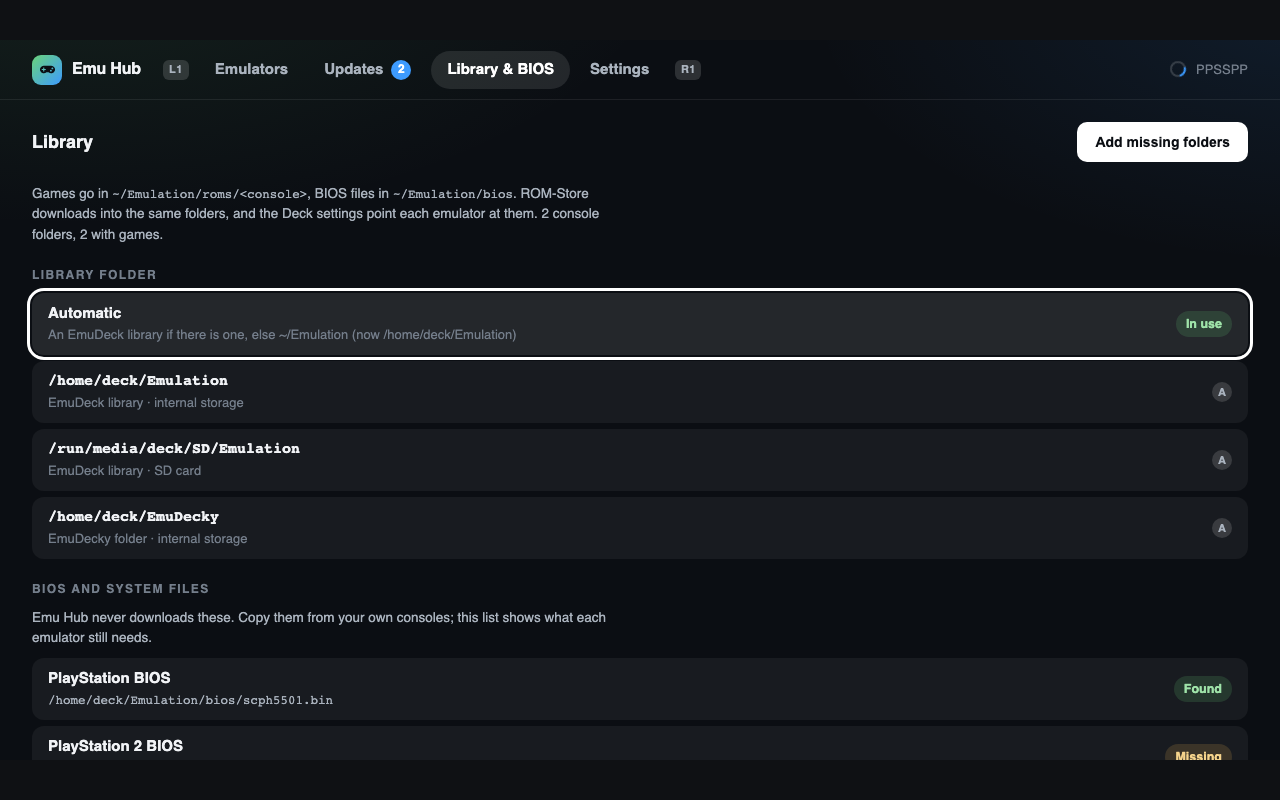 Emu Hub
L1
Emulators
Updates 2
Library & BIOS
Settings
R1
PPSSPP
Library
Add missing folders
Games go in ~/Emulation/roms/<console>, BIOS files in ~/Emulation/bios. ROM-Store
downloads into the same folders, and the Deck settings point each emulator at them. 2 console
folders, 2 with games.
LIBRARY FOLDER
Automatic
An EmuDeck library if there is one, else ~/Emulation (now /home/deck/Emulation)
In use
/home/deck/Emulation
EmuDeck library · internal storage
A
/run/media/deck/SD/Emulation
EmuDeck library · SD card
A
/home/deck/EmuDecky
EmuDecky folder · internal storage
A
BIOS AND SYSTEM FILES
Emu Hub never downloads these. Copy them from your own consoles; this list shows what each
emulator still needs.
PlayStation BIOS
/home/deck/Emulation/bios/scph5501.bin
Found
PlayStation 2 BIOS
Missing